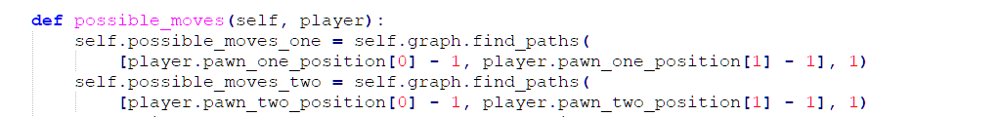 def possible_moves(self, player):
self.possible_moves_one = self.graph.find_paths(
[player.pawn_one_position[0] - 1, player.pawn_one_position[1] - 1], 1)
self.possible_moves_two = self.graph.find_paths(
[player.pawn_two_position[0] - 1, player.pawn_two_position[1] - 1], 1)